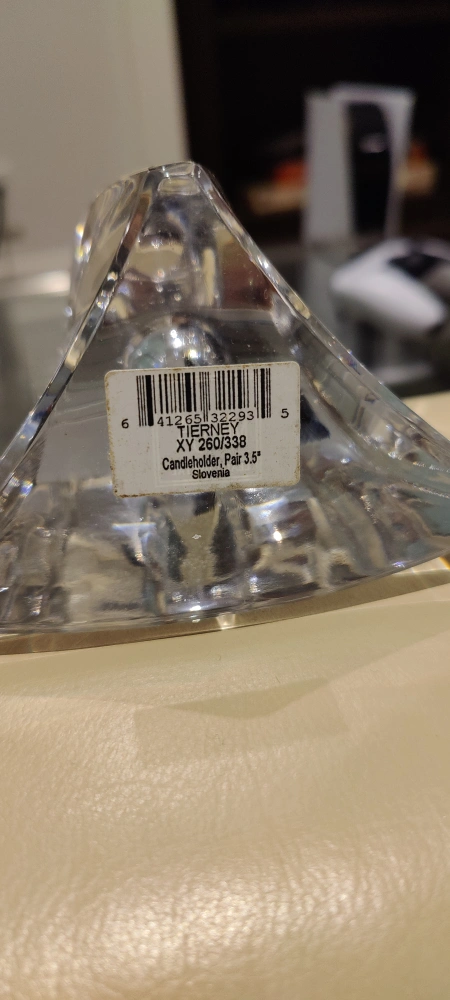 6 41265 32293 5
TIERNEY
XY 260/338
Candleholder, Pair 3.5"
Slovenia